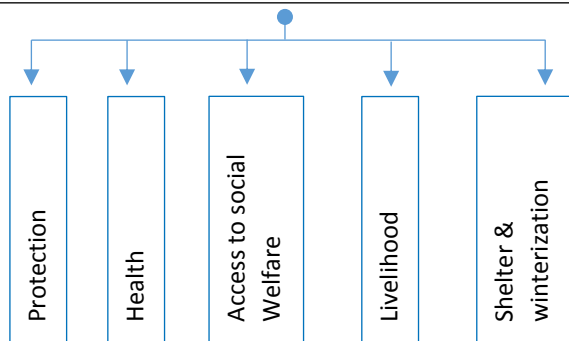 Protection
Health
Access to social
Welfare
Livelihood
Shelter &
winterization